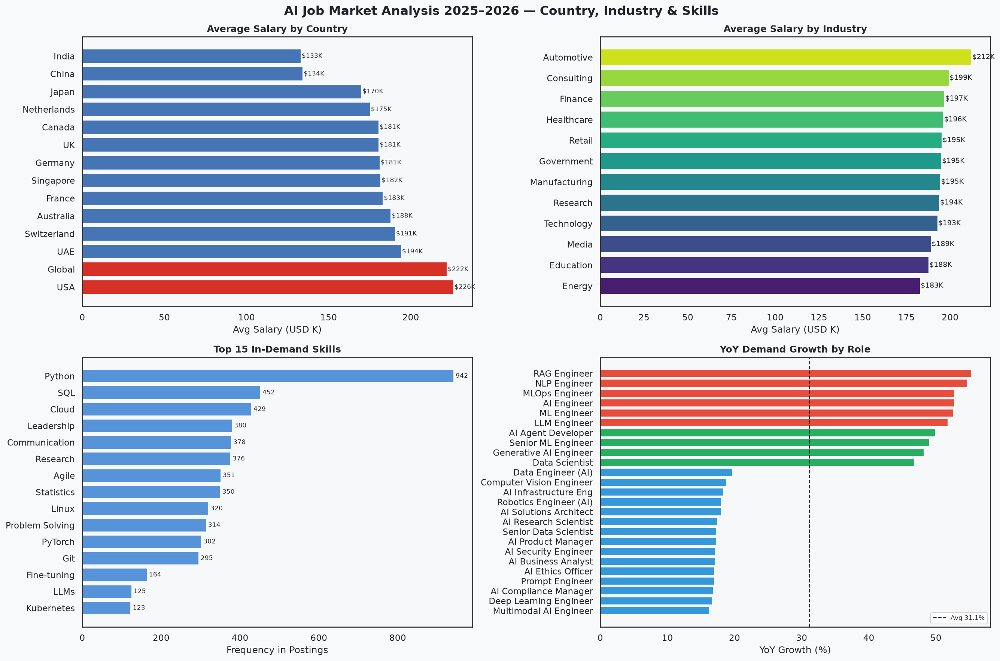 AI Job Market Analysis 2025–2026 — Country, Industry & Skills
Average Salary by Country
India $133K
China $134K
Japan $170K
Netherlands $175K
Canada $181K
UK $181K
Germany $181K
Singapore $182K
France $183K
Australia $188K
Switzerland $191K
UAE $194K
Global $222K
USA $226K
0 50 100 150 200
Avg Salary (USD K)
Average Salary by Industry
Automotive $212K
Consulting $199K
Finance $197K
Healthcare $196K
Retail $195K
Government $195K
Manufacturing $195K
Research $194K
Technology $193K
Media $189K
Education $188K
Energy $183K
0 25 50 75 100 125 150 175 200
Avg Salary (USD K)
Top 15 In-Demand Skills
Python 942
SQL 452
Cloud 429
Leadership 380
Communication 378
Research 376
Agile 351
Statistics 350
Linux 320
Problem Solving 314
PyTorch 302
Git 295
Fine-tuning 164
LLMs 125
Kubernetes 123
0 200 400 600 800
Frequency in Postings
YoY Demand Growth by Role
RAG Engineer
NLP Engineer
MLOps Engineer
AI Engineer
ML Engineer
LLM Engineer
AI Agent Developer
Senior ML Engineer
Generative AI Engineer
Data Scientist
Data Engineer (AI)
Computer Vision Engineer
AI Infrastructure Eng
Robotics Engineer (AI)
AI Solutions Architect
AI Research Scientist
Senior Data Scientist
AI Product Manager
AI Security Engineer
AI Business Analyst
AI Ethics Officer
Prompt Engineer
AI Compliance Manager
Deep Learning Engineer
Multimodal AI Engineer
Avg 31.1%
0 10 20 30 40 50
YoY Growth (%)